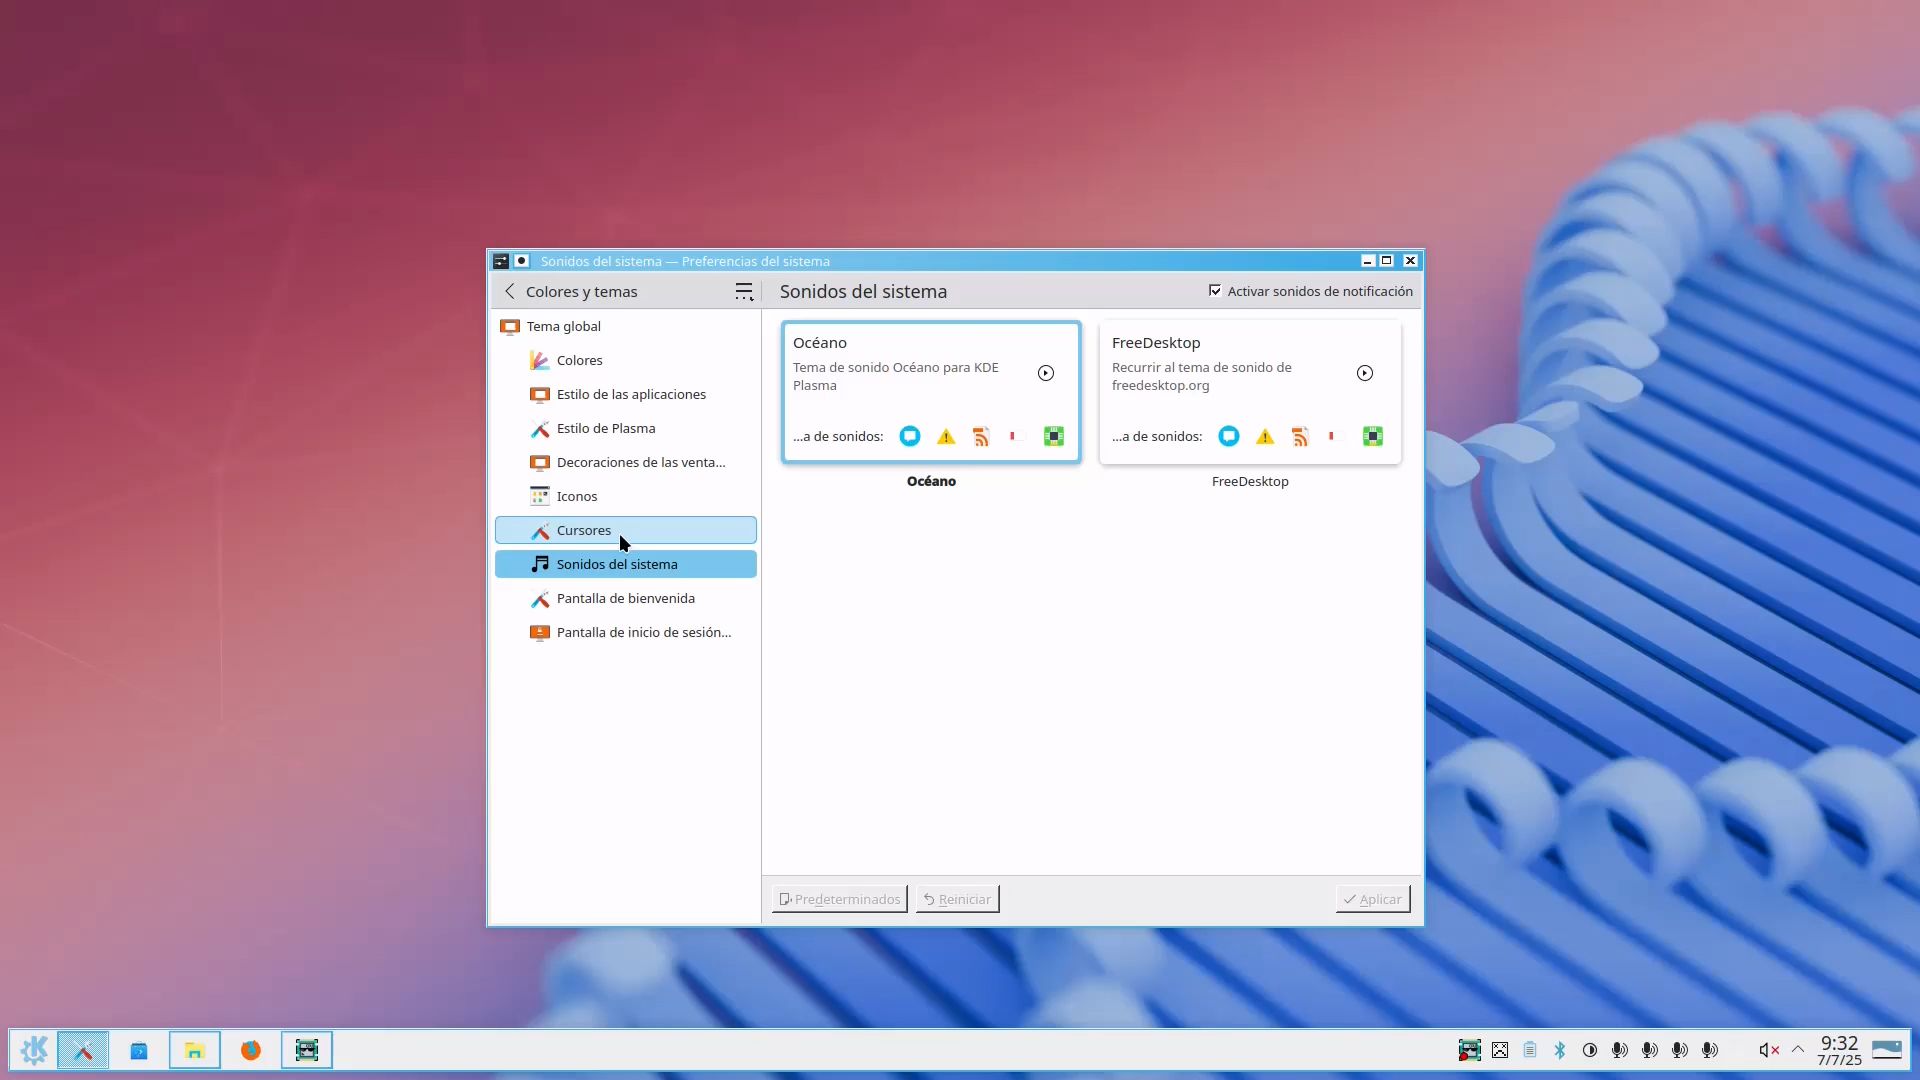 Sonidos del sistema — Preferencias del sistema
Colores y temas
Sonidos del sistema
Activar sonidos de notificación
Tema global
Colores
Estilo de las aplicaciones
Estilo de Plasma
Decoraciones de las venta...
Iconos
Cursores
Sonidos del sistema
Pantalla de bienvenida
Pantalla de inicio de sesión...
Océano
Tema de sonido Océano para KDE
Plasma
...a de sonidos:
Océano
FreeDesktop
Recurrir al tema de sonido de
freedesktop.org
...a de sonidos:
FreeDesktop
Predeterminados
Reiniciar
Aplicar
9:32
7/7/25